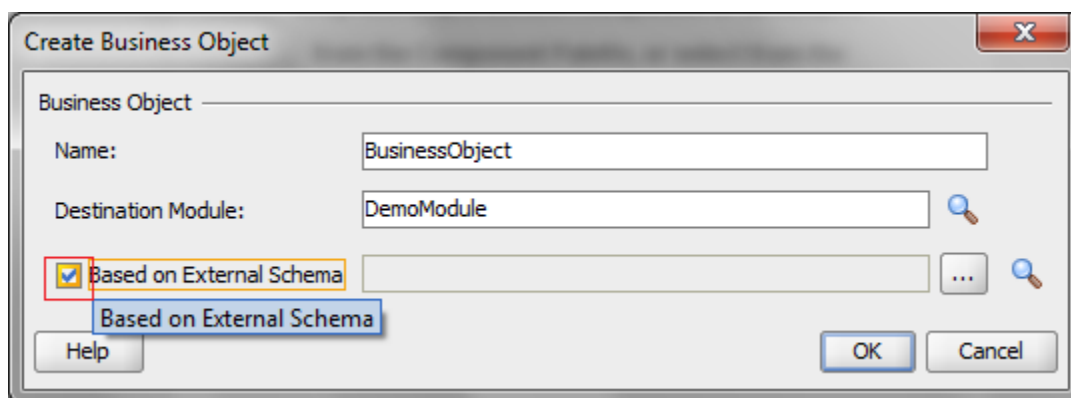 Create Business Object
Business Object
Name: BusinessObject
Destination Module: DemoModule
Based on External Schema ...
Based on External Schema
Help OK Cancel